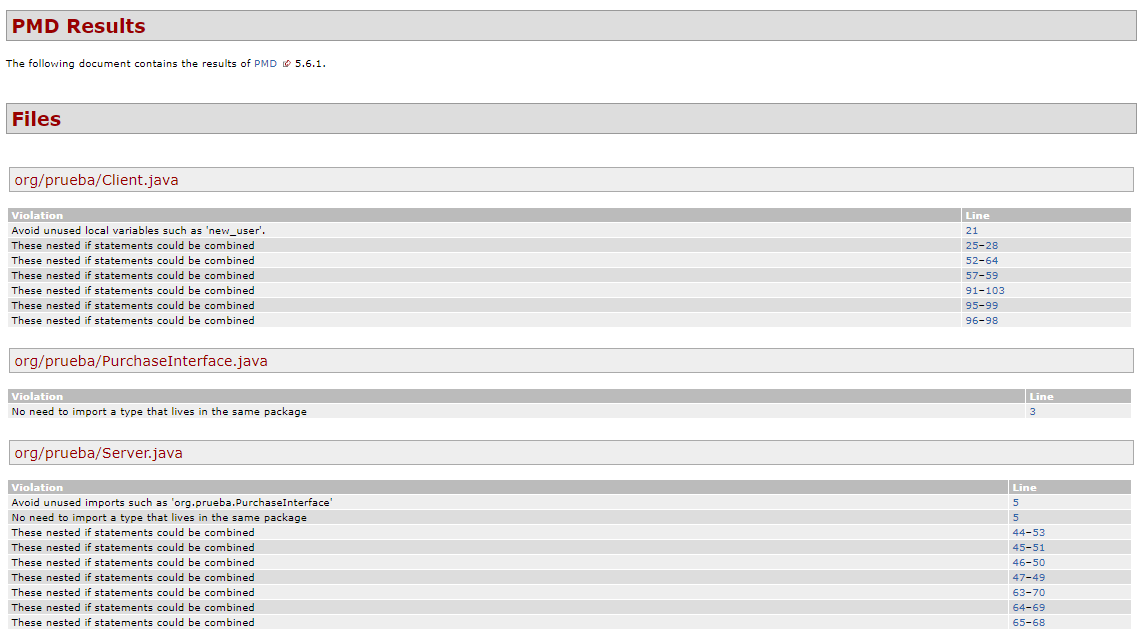 PMD Results
The following document contains the results of PMD 5.6.1.
Files
org/prueba/Client.java
Violation Line
Avoid unused local variables such as 'new_user'. 21
These nested if statements could be combined 25–28
These nested if statements could be combined 52–64
These nested if statements could be combined 57–59
These nested if statements could be combined 91–103
These nested if statements could be combined 95–99
These nested if statements could be combined 96–98
org/prueba/PurchaseInterface.java
Violation Line
No need to import a type that lives in the same package 3
org/prueba/Server.java
Violation Line
Avoid unused imports such as 'org.prueba.PurchaseInterface' 5
No need to import a type that lives in the same package 5
These nested if statements could be combined 44–53
These nested if statements could be combined 45–51
These nested if statements could be combined 46–50
These nested if statements could be combined 47–49
These nested if statements could be combined 63–70
These nested if statements could be combined 64–69
These nested if statements could be combined 65–68